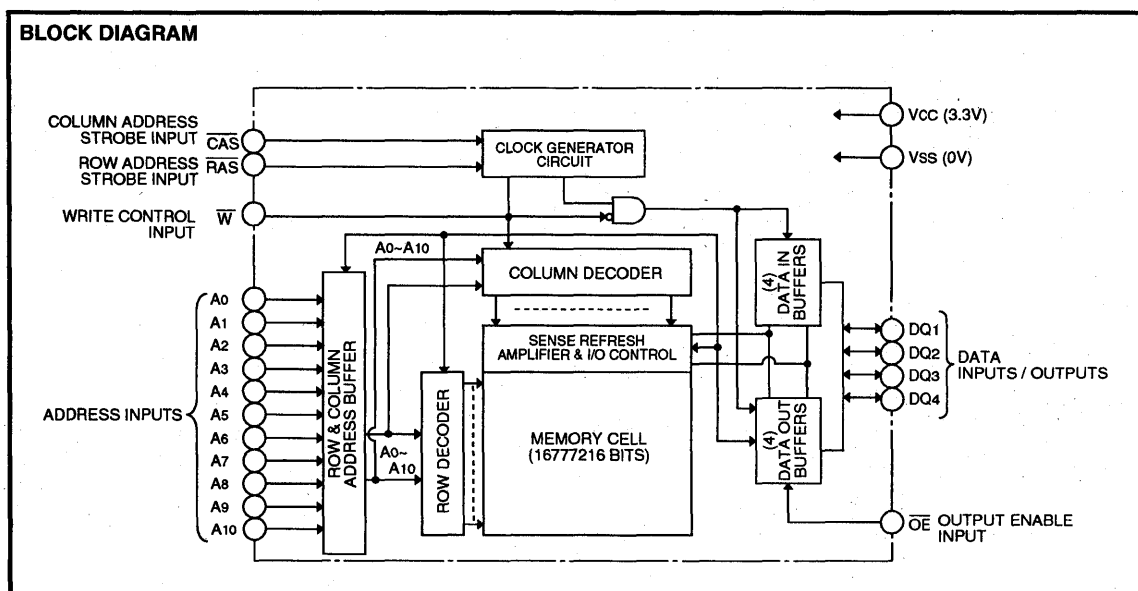 BLOCK DIAGRAM
COLUMN ADDRESS
STROBE INPUT C̅A̅S̅
ROW ADDRESS R̅A̅S̅
STROBE INPUT
WRITE CONTROL W̅
INPUT
ADDRESS INPUTS
A0
A1
A2
A3
A4
A5
A6
A7
A8
A9
A10
ROW & COLUMN
ADDRESS BUFFER
CLOCK GENERATOR
CIRCUIT
A0~A10
COLUMN DECODER
SENSE REFRESH
AMPLIFIER & I/O CONTROL
A0~
A10
ROW DECODER
MEMORY CELL
(16777216 BITS)
(4)
DATA IN
BUFFERS
(4)
DATA OUT
BUFFERS
VCC (3.3V)
VSS (0V)
DQ1
DQ2
DQ3
DQ4
DATA
INPUTS / OUTPUTS
O̅E̅ OUTPUT ENABLE
INPUT